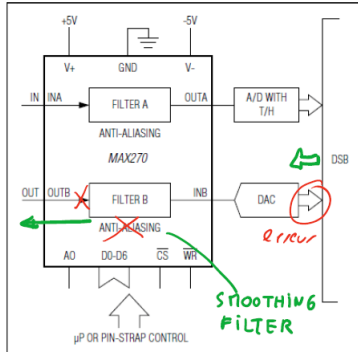 +5V
-5V
V+ GND V-
IN INA FILTER A OUTA A/D WITH T/H
ANTI-ALIASING
MAX270
DSB
OUT OUTB FILTER B INB DAC
ANTI-ALIASING
erreur
A0 D0-D6 CS WR
SMOOTHING
FILTER
µP OR PIN-STRAP CONTROL